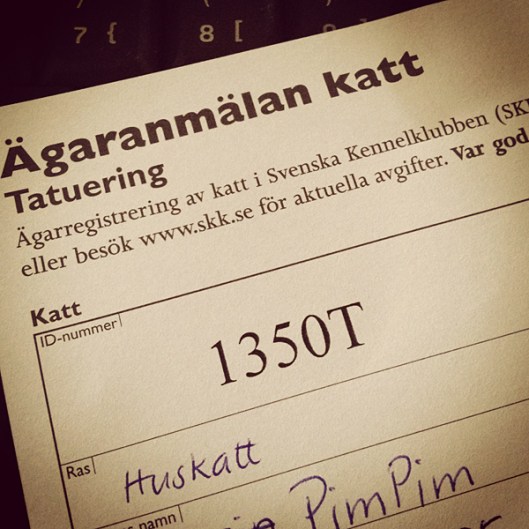 7 { 8 [
Ägaranmälan katt
Tatuering
Ägarregistrering av katt i Svenska Kennelklubben (SK
eller besök www.skk.se för aktuella avgifter. Var god
Katt
ID-nummer
1350T
Ras
Huskatt
namn
PimPim